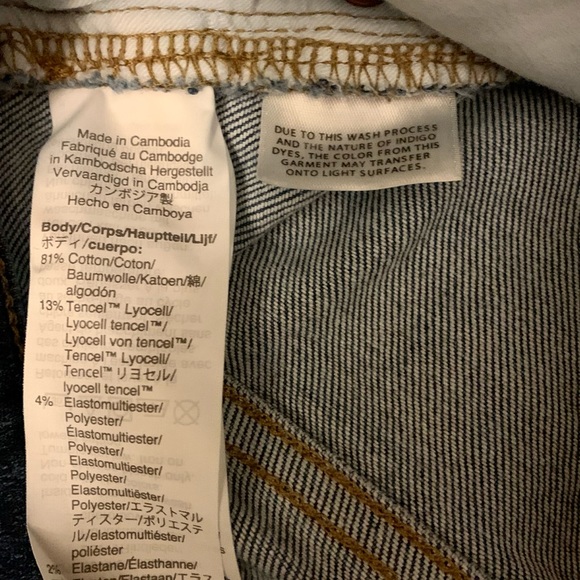 Made in Cambodia
Fabriqué au Cambodge
in Kambodscha Hergestellt
Vervaardigd in Cambodja
カンボジア製
Hecho en Camboya
Body/Corps/Hauptteil/Lijf/
ボディ/cuerpo:
81% Cotton/Coton/
Baumwolle/Katoen/綿/
algodón
13% Tencel™ Lyocell/
Lyocell tencel™/
Lyocell von tencel™/
Tencel™ Lyocell/
Tencel™ リヨセル/
lyocell tencel™
4% Elastomultiester/
Polyester/
Élastomultiester/
Polyester/
Elastomultiester/
Polyester/
Elastomultiëster/
Polyester/エラストマル
ティスター/ポリエステ
ル/elastomultiéster/
poliéster
2% Elastane/Élasthanne/
DUE TO THIS WASH PROCESS
AND THE NATURE OF INDIGO
DYES, THE COLOR FROM THIS
GARMENT MAY TRANSFER
ONTO LIGHT SURFACES.